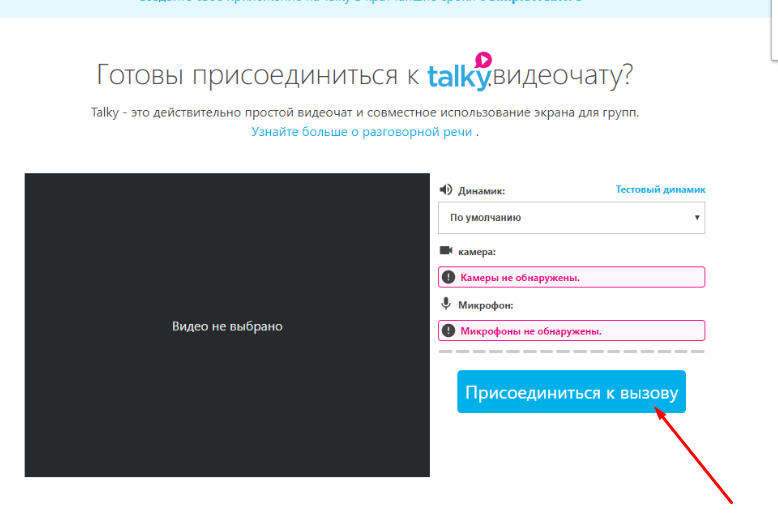 Готовы присоединиться к talky.видеочату?
Talky - это действительно простой видеочат и совместное использование экрана для групп.
Узнайте больше о разговорной речи .
Динамик:
Тестовый динамик
По умолчанию
камера:
Камеры не обнаружены.
Видео не выбрано
Микрофон:
Микрофоны не обнаружены.
Присоединиться к вызову